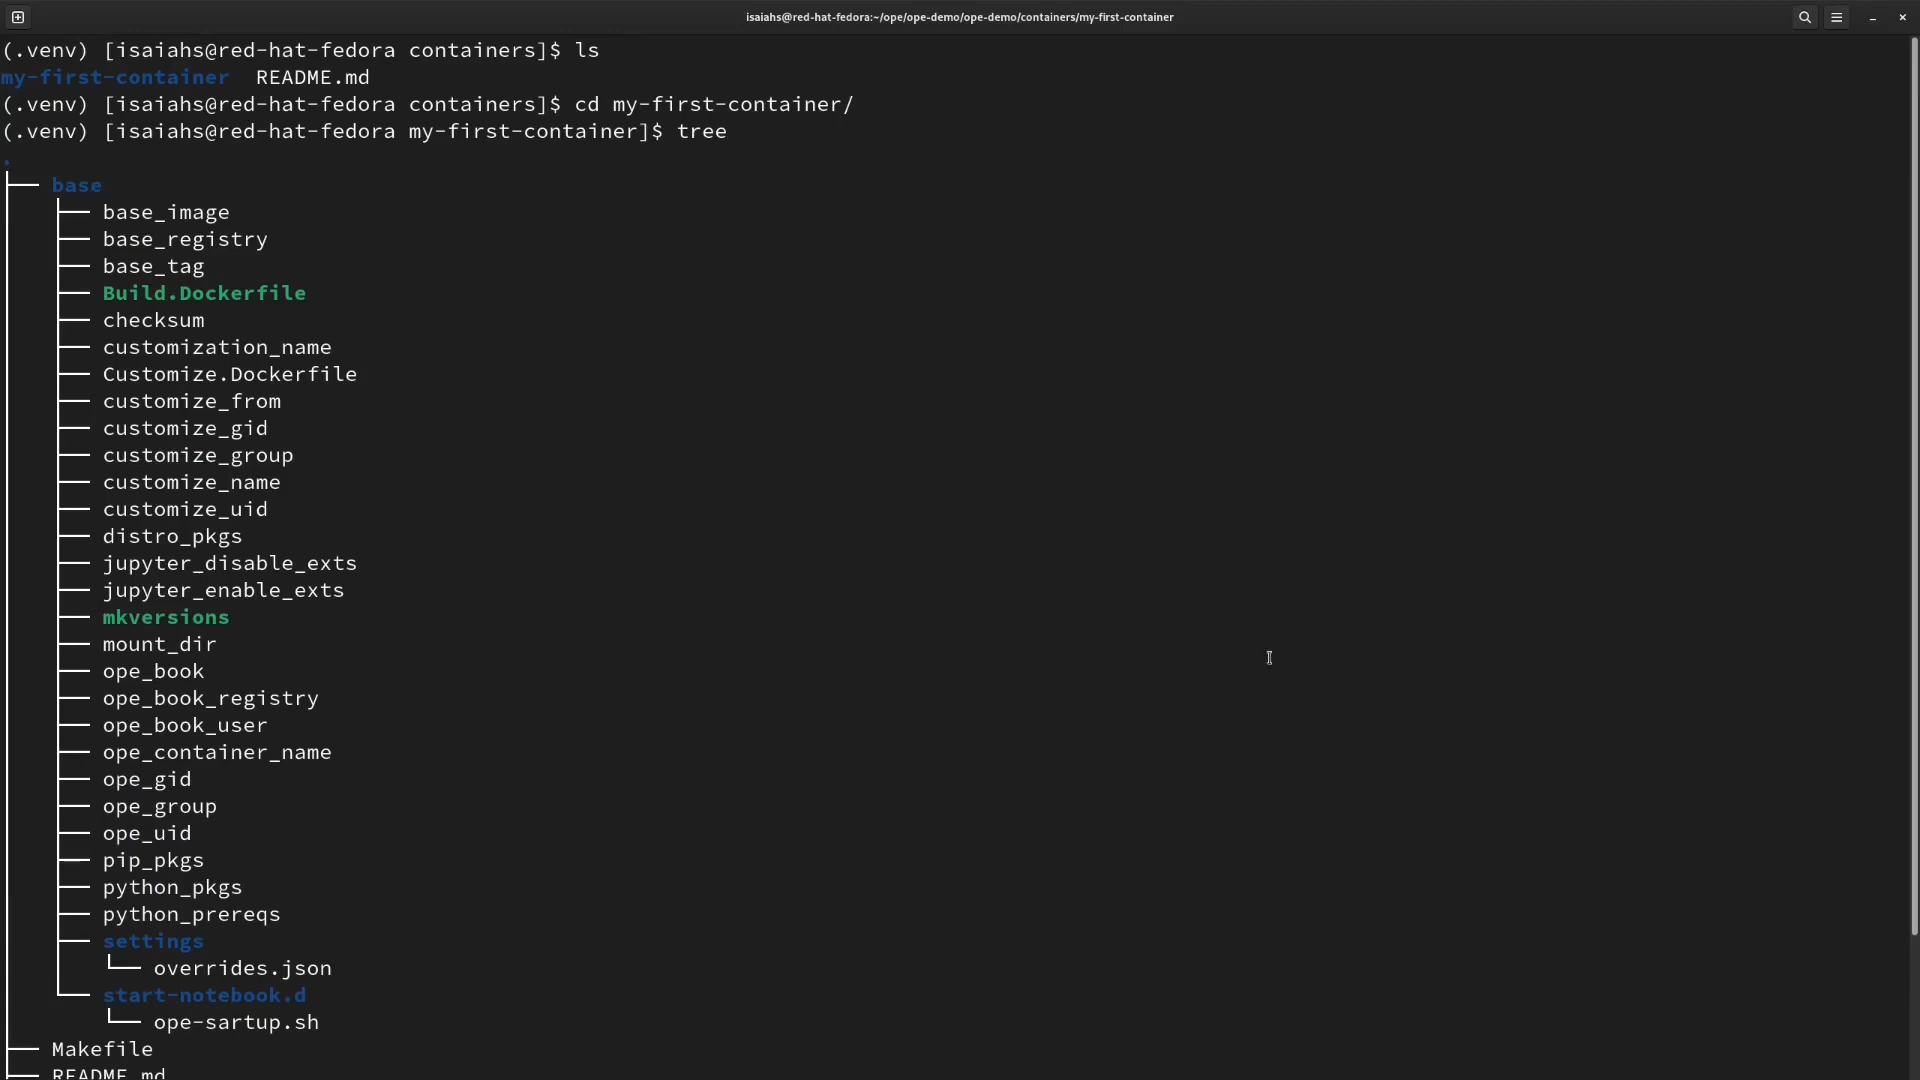 isaiahs@red-hat-fedora:~/ope/ope-demo/ope-demo/containers/my-first-container
(.venv) [isaiahs@red-hat-fedora containers]$ ls
my-first-container  README.md
(.venv) [isaiahs@red-hat-fedora containers]$ cd my-first-container/
(.venv) [isaiahs@red-hat-fedora my-first-container]$ tree
.
├── base
│   ├── base_image
│   ├── base_registry
│   ├── base_tag
│   ├── Build.Dockerfile
│   ├── checksum
│   ├── customization_name
│   ├── Customize.Dockerfile
│   ├── customize_from
│   ├── customize_gid
│   ├── customize_group
│   ├── customize_name
│   ├── customize_uid
│   ├── distro_pkgs
│   ├── jupyter_disable_exts
│   ├── jupyter_enable_exts
│   ├── mkversions
│   ├── mount_dir
│   ├── ope_book
│   ├── ope_book_registry
│   ├── ope_book_user
│   ├── ope_container_name
│   ├── ope_gid
│   ├── ope_group
│   ├── ope_uid
│   ├── pip_pkgs
│   ├── python_pkgs
│   ├── python_prereqs
│   ├── settings
│   │   └── overrides.json
│   └── start-notebook.d
│       └── ope-sartup.sh
├── Makefile
├── README.md